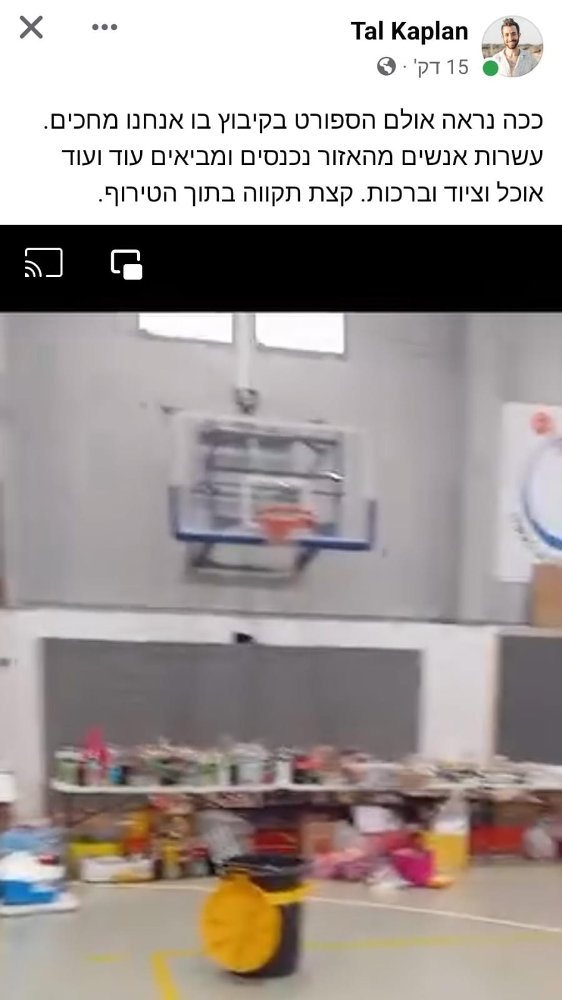 Tal Kaplan
15 דק' ·
ככה נראה אולם הספורט בקיבוץ בו אנחנו מחכים.
עשרות אנשים מהאזור נכנסים ומביאים עוד ועוד
אוכל וציוד וברכות. קצת תקווה בתוך הטירוף.